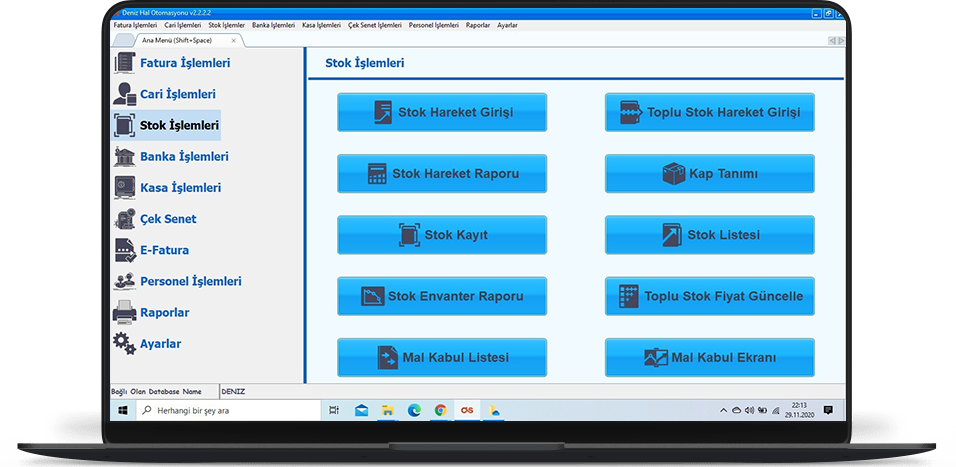 Deniz Hal Otomasyonu v2.2.2.2
Fatura İşlemleri Cari İşlemleri Stok İşlemler Banka İşlemleri Kasa İşlemleri Çek Senet İşlemleri Personel İşlemleri Raporlar Ayarlar
Ana Menü (Shift+Space)
Fatura İşlemleri
Cari İşlemleri
Stok İşlemleri
Banka İşlemleri
Kasa İşlemleri
Çek Senet
E-Fatura
Personel İşlemleri
Raporlar
Ayarlar
Stok İşlemleri
Stok Hareket Girişi
Toplu Stok Hareket Girişi
Stok Hareket Raporu
Kap Tanımı
Stok Kayıt
Stok Listesi
Stok Envanter Raporu
Toplu Stok Fiyat Güncelle
Mal Kabul Listesi
Mal Kabul Ekranı
Bağlı Olan Database Name DENIZ
Herhangi bir şey ara
22:13
29.11.2020